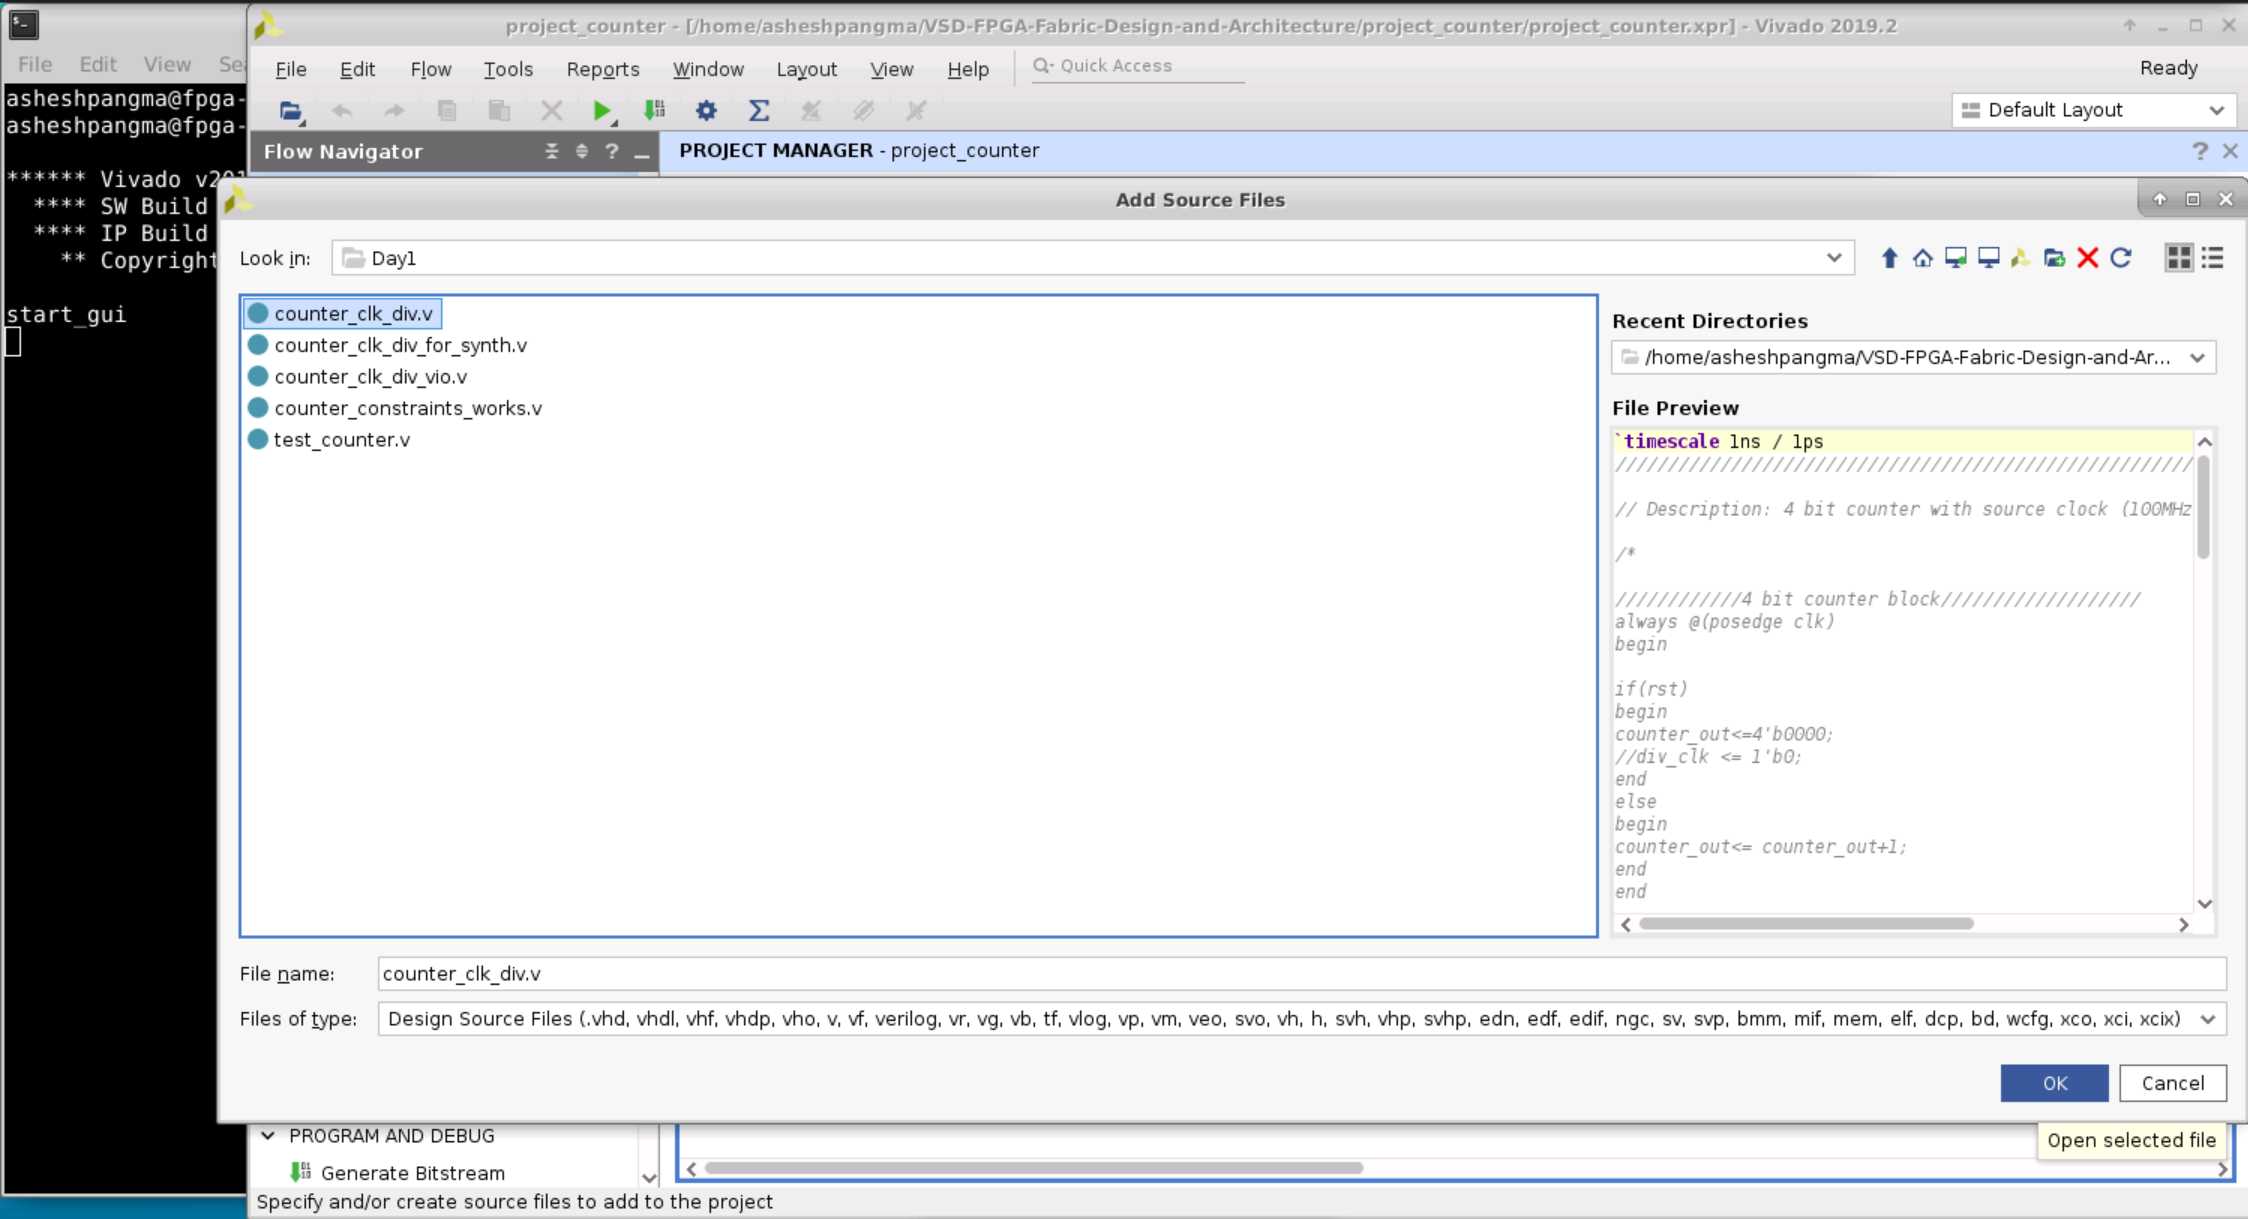 project_counter - [/home/asheshpangma/VSD-FPGA-Fabric-Design-and-Architecture/project_counter/project_counter.xpr] - Vivado 2019.2
File Edit View Se
asheshpangma@fpga-
asheshpangma@fpga-
****** Vivado v201
**** SW Build
**** IP Build
** Copyright
start_gui
File Edit Flow Tools Reports Window Layout View Help Quick Access Ready
Default Layout
Flow Navigator
PROJECT MANAGER - project_counter
Add Source Files
Look in: Day1
counter_clk_div.v
counter_clk_div_for_synth.v
counter_clk_div_vio.v
counter_constraints_works.v
test_counter.v
Recent Directories
/home/asheshpangma/VSD-FPGA-Fabric-Design-and-Ar...
File Preview
`timescale 1ns / 1ps
////////////////////////////////////////////////////////
// Description: 4 bit counter with source clock (100MHz
/*
////////////4 bit counter block///////////////////
always @(posedge clk)
begin
if(rst)
begin
counter_out<=4'b0000;
//div_clk <= 1'b0;
end
else
begin
counter_out<= counter_out+1;
end
end
File name: counter_clk_div.v
Files of type: Design Source Files (.vhd, vhdl, vhf, vhdp, vho, v, vf, verilog, vr, vg, vb, tf, vlog, vp, vm, veo, svo, vh, h, svh, vhp, svhp, edn, edf, edif, ngc, sv, svp, bmm, mif, mem, elf, dcp, bd, wcfg, xco, xci, xcix)
OK Cancel
Open selected file
PROGRAM AND DEBUG
Generate Bitstream
Specify and/or create source files to add to the project